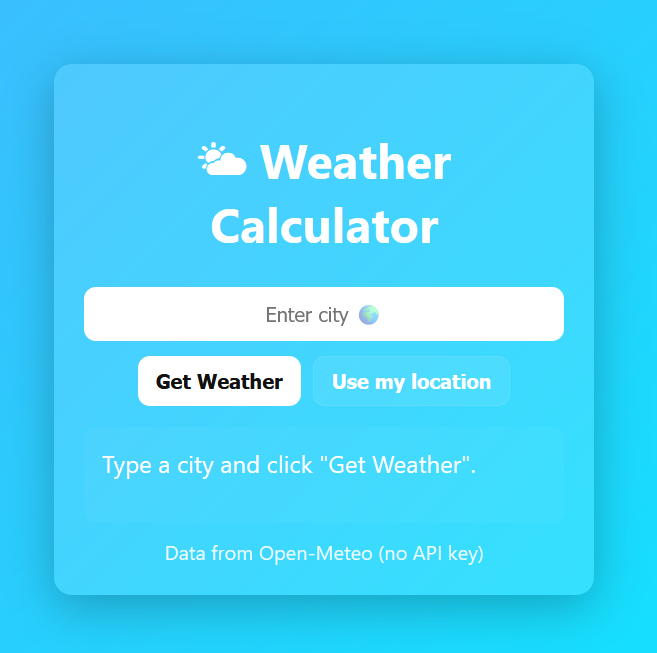 🌤 Weather
Calculator
Enter city 🌍
Get Weather
Use my location
Type a city and click "Get Weather".
Data from Open-Meteo (no API key)